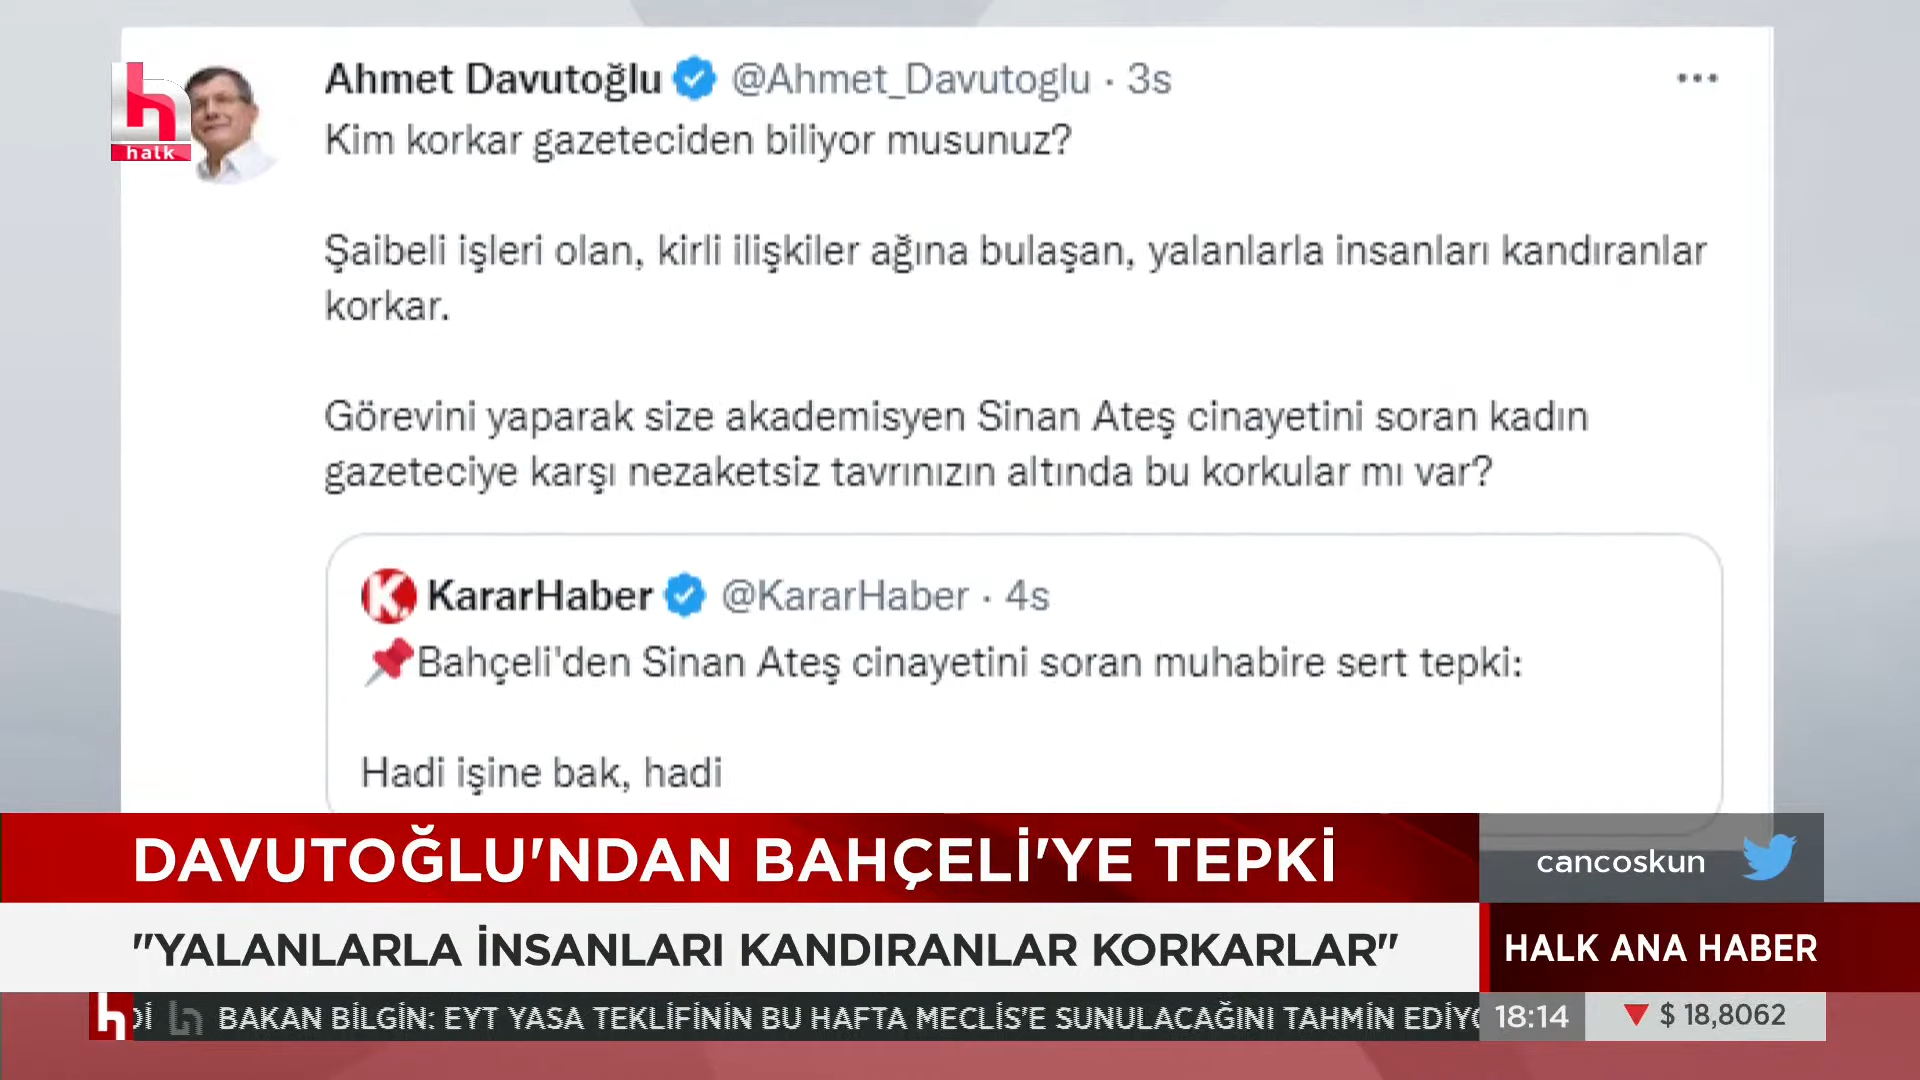 h
halk
Ahmet Davutoğlu @Ahmet_Davutoglu · 3s
Kim korkar gazeteciden biliyor musunuz?
Şaibeli işleri olan, kirli ilişkiler ağına bulaşan, yalanlarla insanları kandıranlar
korkar.
Görevini yaparak size akademisyen Sinan Ateş cinayetini soran kadın
gazeteciye karşı nezaketsiz tavrınızın altında bu korkular mı var?
K. KararHaber @KararHaber · 4s
Bahçeli'den Sinan Ateş cinayetini soran muhabire sert tepki:
Hadi işine bak, hadi
DAVUTOĞLU'NDAN BAHÇELİ'YE TEPKİ
cancoskun
"YALANLARLA İNSANLARI KANDIRANLAR KORKARLAR"
HALK ANA HABER
h Dİ h BAKAN BİLGİN: EYT YASA TEKLİFİNİN BU HAFTA MECLİS'E SUNULACAĞINI TAHMİN EDİY
18:14
$ 18,8062